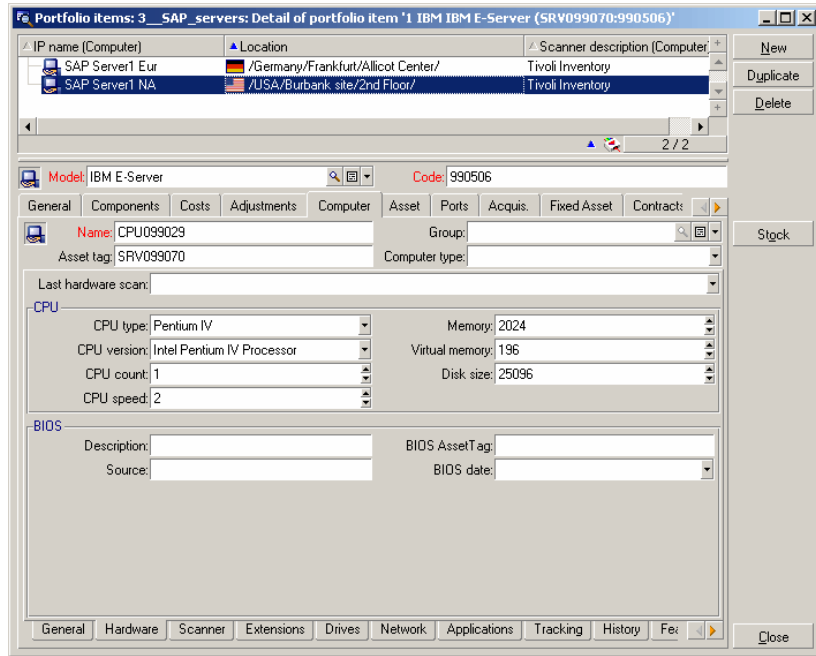 Portfolio items: 3__SAP_servers: Detail of portfolio item '1 IBM IBM E-Server (SRV099070:990506)'
IP name (Computer) Location Scanner description (Computer) New
SAP Server1 Eur /Germany/Frankfurt/Allicot Center/ Tivoli Inventory
Duplicate
SAP Server1 NA /USA/Burbank site/2nd Floor/ Tivoli Inventory
Delete
2 / 2
Model: IBM E-Server Code: 990506
General Components Costs Adjustments Computer Asset Ports Acquis. Fixed Asset Contracts
Name: CPU099029 Group: Stock
Asset tag: SRV099070 Computer type:
Last hardware scan:
CPU
CPU type: Pentium IV Memory: 2024
CPU version: Intel Pentium IV Processor Virtual memory: 196
CPU count: 1 Disk size: 25096
CPU speed: 2
BIOS
Description: BIOS AssetTag:
Source: BIOS date:
General Hardware Scanner Extensions Drives Network Applications Tracking History Fea Close